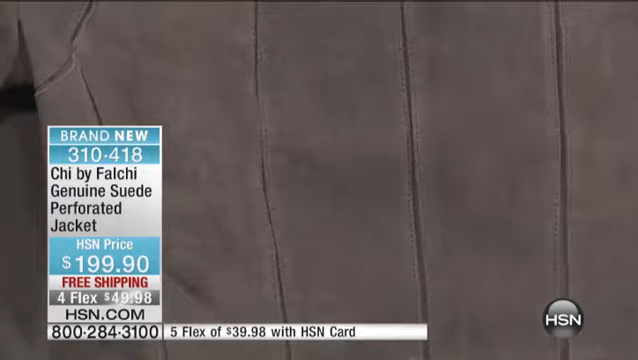 BRAND NEW
310-418
Chi by Falchi
Genuine Suede
Perforated
Jacket
HSN Price
$199.90
FREE SHIPPING
4 Flex $49.98
HSN.COM
800-284-3100 5 Flex of $39.98 with HSN Card
HSN